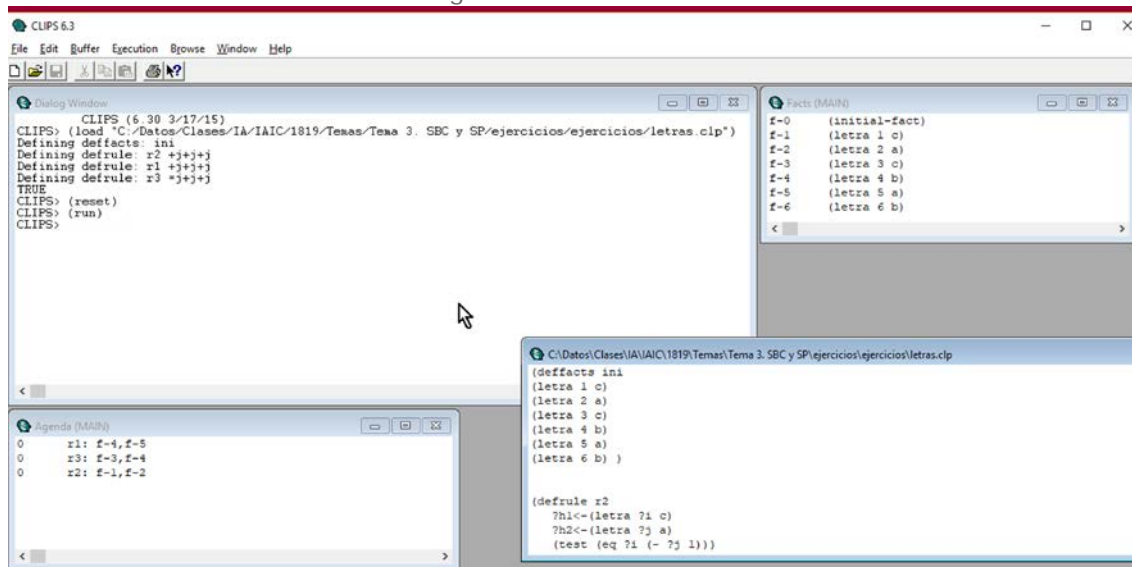 CLIPS 6.3
File Edit Buffer Execution Browse Window Help
Dialog Window
CLIPS (6.30 3/17/15)
CLIPS> (load "C:/Datos/Clases/IA/IAIC/1819/Temas/Tema 3. SBC y SP/ejercicios/ejercicios/letras.clp")
Defining deffacts: ini
Defining defrule: r2 +j+j+j
Defining defrule: r1 +j+j+j
Defining defrule: r3 =j+j+j
TRUE
CLIPS> (reset)
CLIPS> (run)
CLIPS>
Facts (MAIN)
f-0 (initial-fact)
f-1 (letra 1 c)
f-2 (letra 2 a)
f-3 (letra 3 c)
f-4 (letra 4 b)
f-5 (letra 5 a)
f-6 (letra 6 b)
Agenda (MAIN)
0 r1: f-4,f-5
0 r3: f-3,f-4
0 r2: f-1,f-2
C:\Datos\Clases\IA\IAIC\1819\Temas\Tema 3. SBC y SP\ejercicios\ejercicios\letras.clp
(deffacts ini
(letra 1 c)
(letra 2 a)
(letra 3 c)
(letra 4 b)
(letra 5 a)
(letra 6 b) )
(defrule r2
?h1<-(letra ?i c)
?h2<-(letra ?j a)
(test (eq ?i (- ?j 1)))